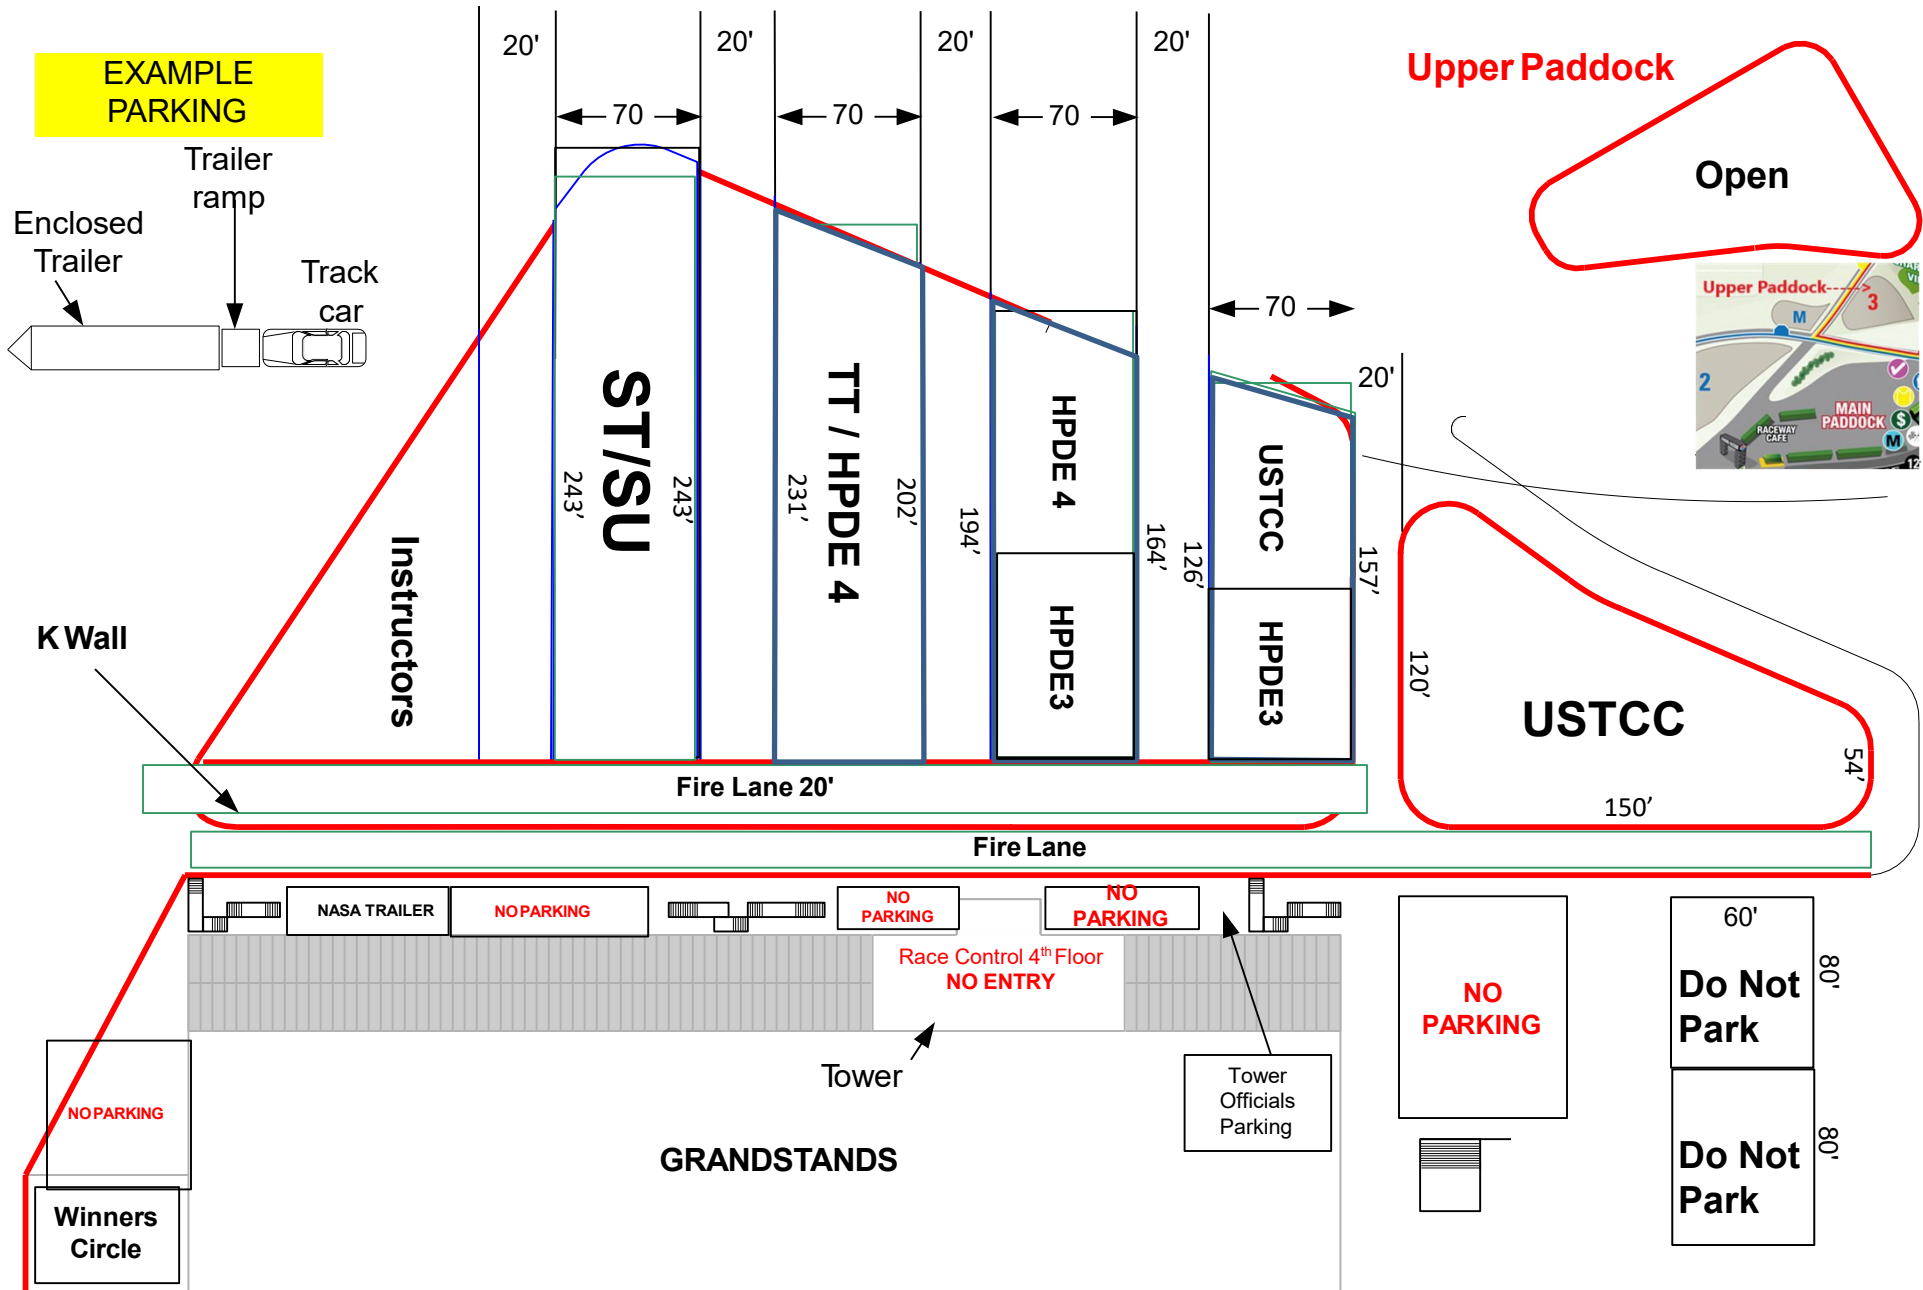 EXAMPLE
PARKING
Trailer
ramp
Enclosed
Trailer
Track
car
20'
20'
20'
20'
70
70
70
70
20'
Upper Paddock
Open
Upper Paddock---->
3
M
2
MAIN
PADDOCK
RACEWAY
CAFE
$
M
12
K Wall
Instructors
ST/SU
243’
243’
TT / HPDE 4
231’
202’
HPDE 4
194’
164’
HPDE3
USTCC
126’
157’
HPDE3
USTCC
120’
54’
150’
Fire Lane 20'
Fire Lane
NASA TRAILER
NO PARKING
NO
PARKING
NO
PARKING
Race Control 4th Floor
NO ENTRY
Tower
Tower
Officials
Parking
NO
PARKING
60'
80'
Do Not
Park
80'
Do Not
Park
NO PARKING
Winners
Circle
GRANDSTANDS